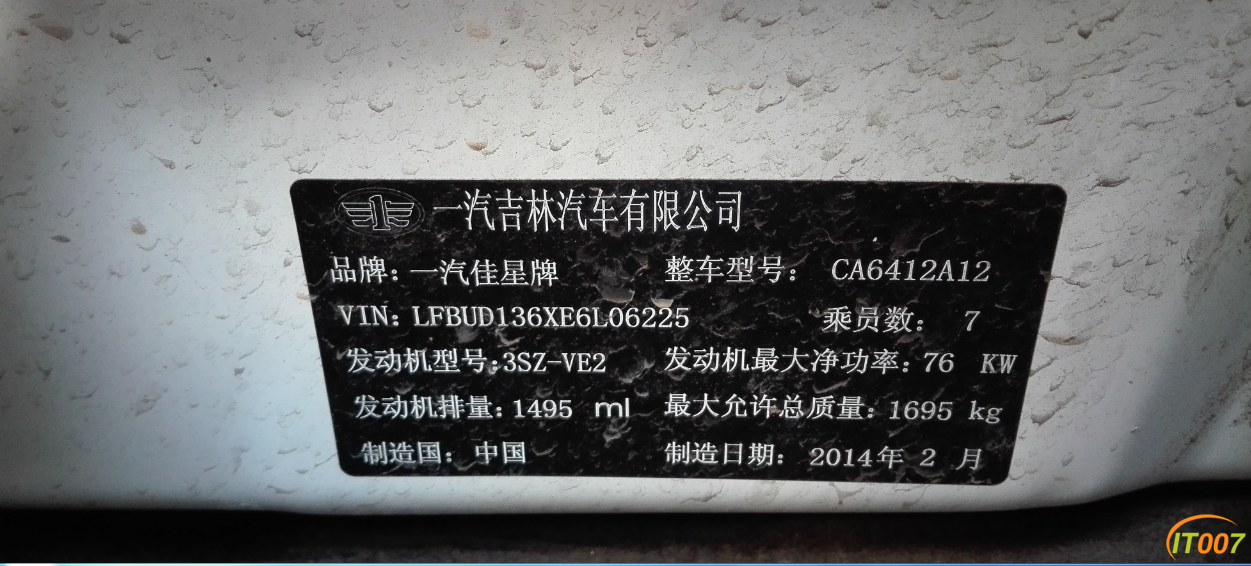 一汽吉林汽车有限公司
品牌：一汽佳星牌 整车型号： CA6412A12
VIN: LFBUD136XE6L06225 乘员数： 7
发动机型号:3SZ-VE2 发动机最大净功率：76 KW
发动机排量：1495 ml 最大允许总质量：1695 kg
制造国：中国 制造日期：2014年 2 月
IT007